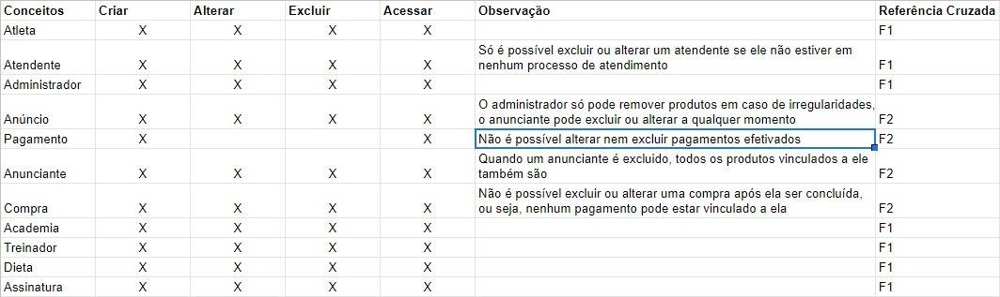 Conceitos Criar Alterar Excluir Acessar Observação Referência Cruzada
Atleta X X X X F1
Só é possível excluir ou alterar um atendente se ele não estiver em
Atendente X X X X nenhum processo de atendimento F1
Administrador X X X X F1
O administrador só pode remover produtos em caso de irregularidades,
Anúncio X X X X o anunciante pode excluir ou alterar a qualquer momento F2
Pagamento X X Não é possível alterar nem excluir pagamentos efetivados F2
Quando um anunciante é excluido, todos os produtos vinculados a ele
Anunciante X X X X também são F2
Não é possível excluir ou alterar uma compra após ela ser concluída,
Compra X X X X ou seja, nenhum pagamento pode estar vinculado a ela F2
Academia X X X X F1
Treinador X X X X F1
Dieta X X X X F1
Assinatura X X X X F1